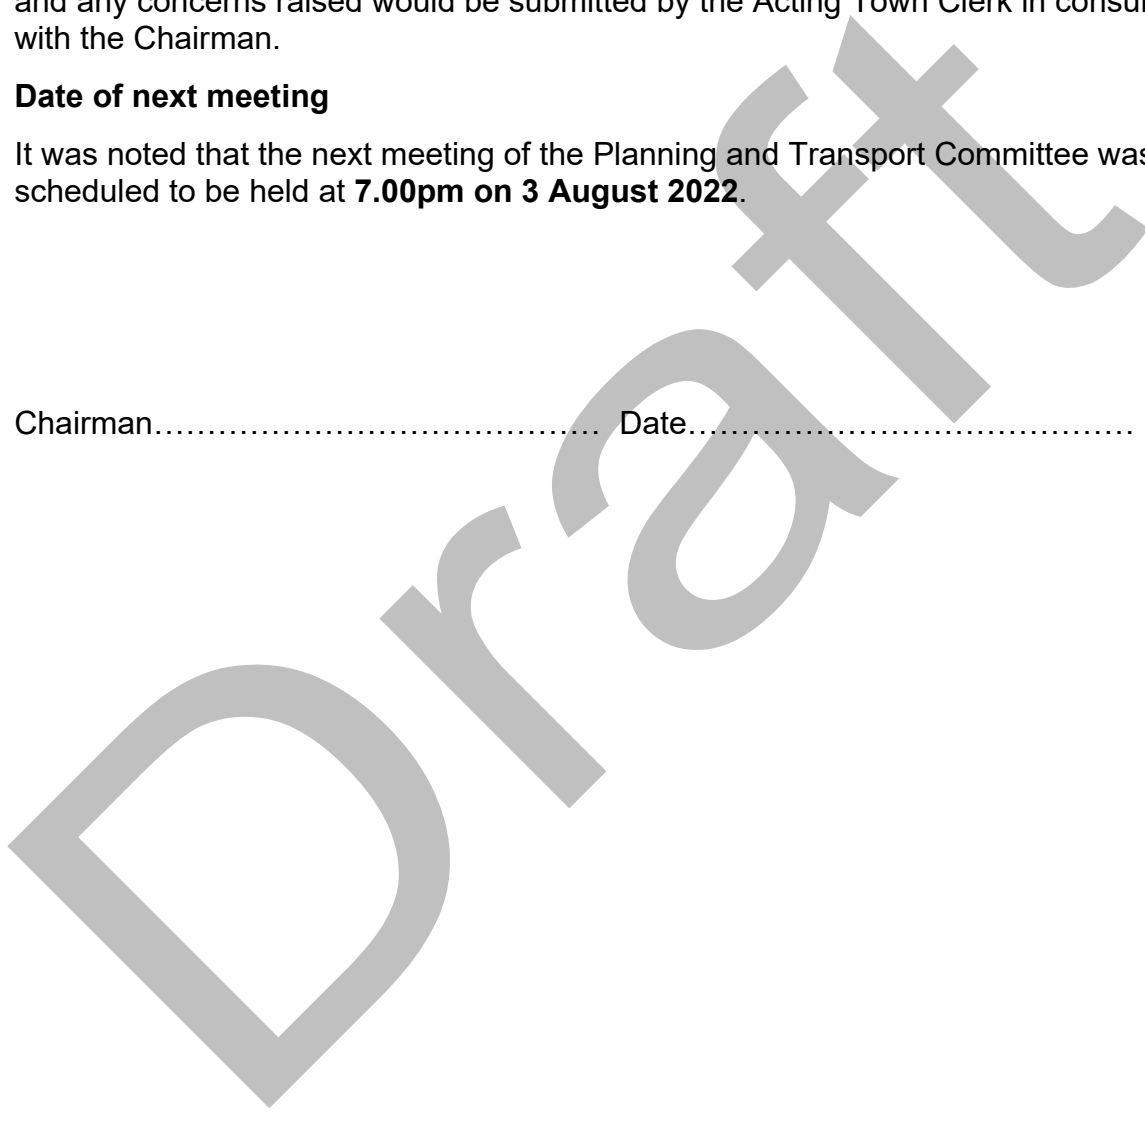 and any concerns raised would be submitted by the Acting Town Clerk in consul
with the Chairman.
Date of next meeting
It was noted that the next meeting of the Planning and Transport Committee was
scheduled to be held at 7.00pm on 3 August 2022.
Chairman…………………………………… Date……………………………………
Draft